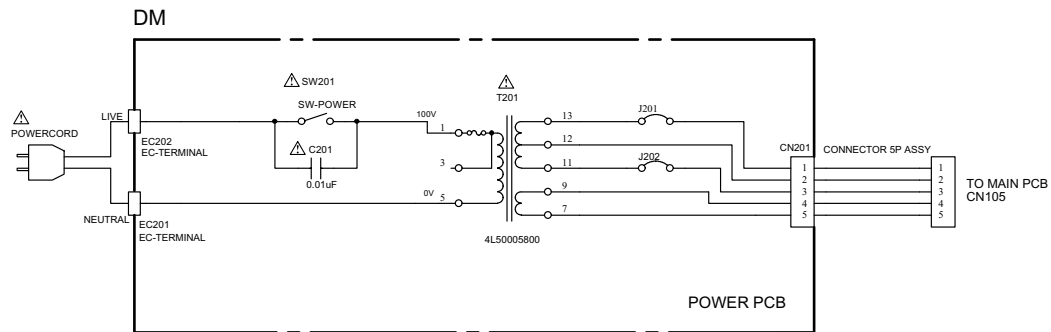 DM
SW201
T201
SW-POWER
LIVE
100V
13
J201
POWERCORD
1
EC202
EC-TERMINAL
C201
0.01uF
3
12
11
J202
CN201
CONNECTOR 5P ASSY
1
2
3
4
5
1
2
3
4
5
TO MAIN PCB
CN105
0V
5
9
7
NEUTRAL
EC201
EC-TERMINAL
4L50005800
POWER PCB